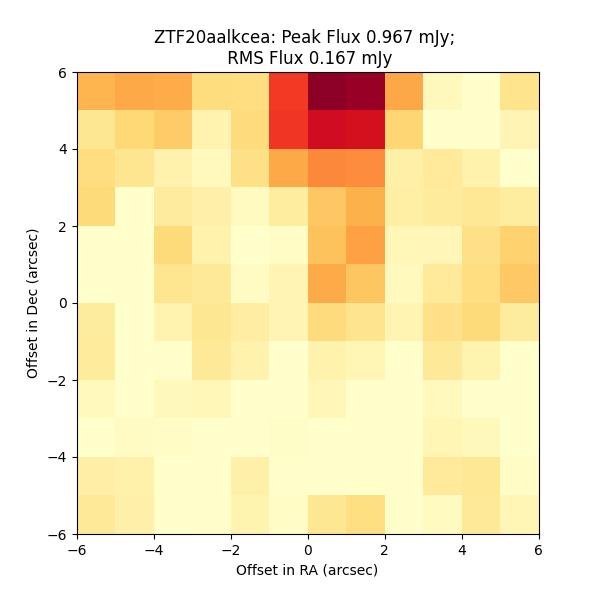 ZTF20aalkcea: Peak Flux 0.967 mJy;
RMS Flux 0.167 mJy
6
4
2
0
−2
−4
−6
Offset in Dec (arcsec)
−6 −4 −2 0 2 4 6
Offset in RA (arcsec)